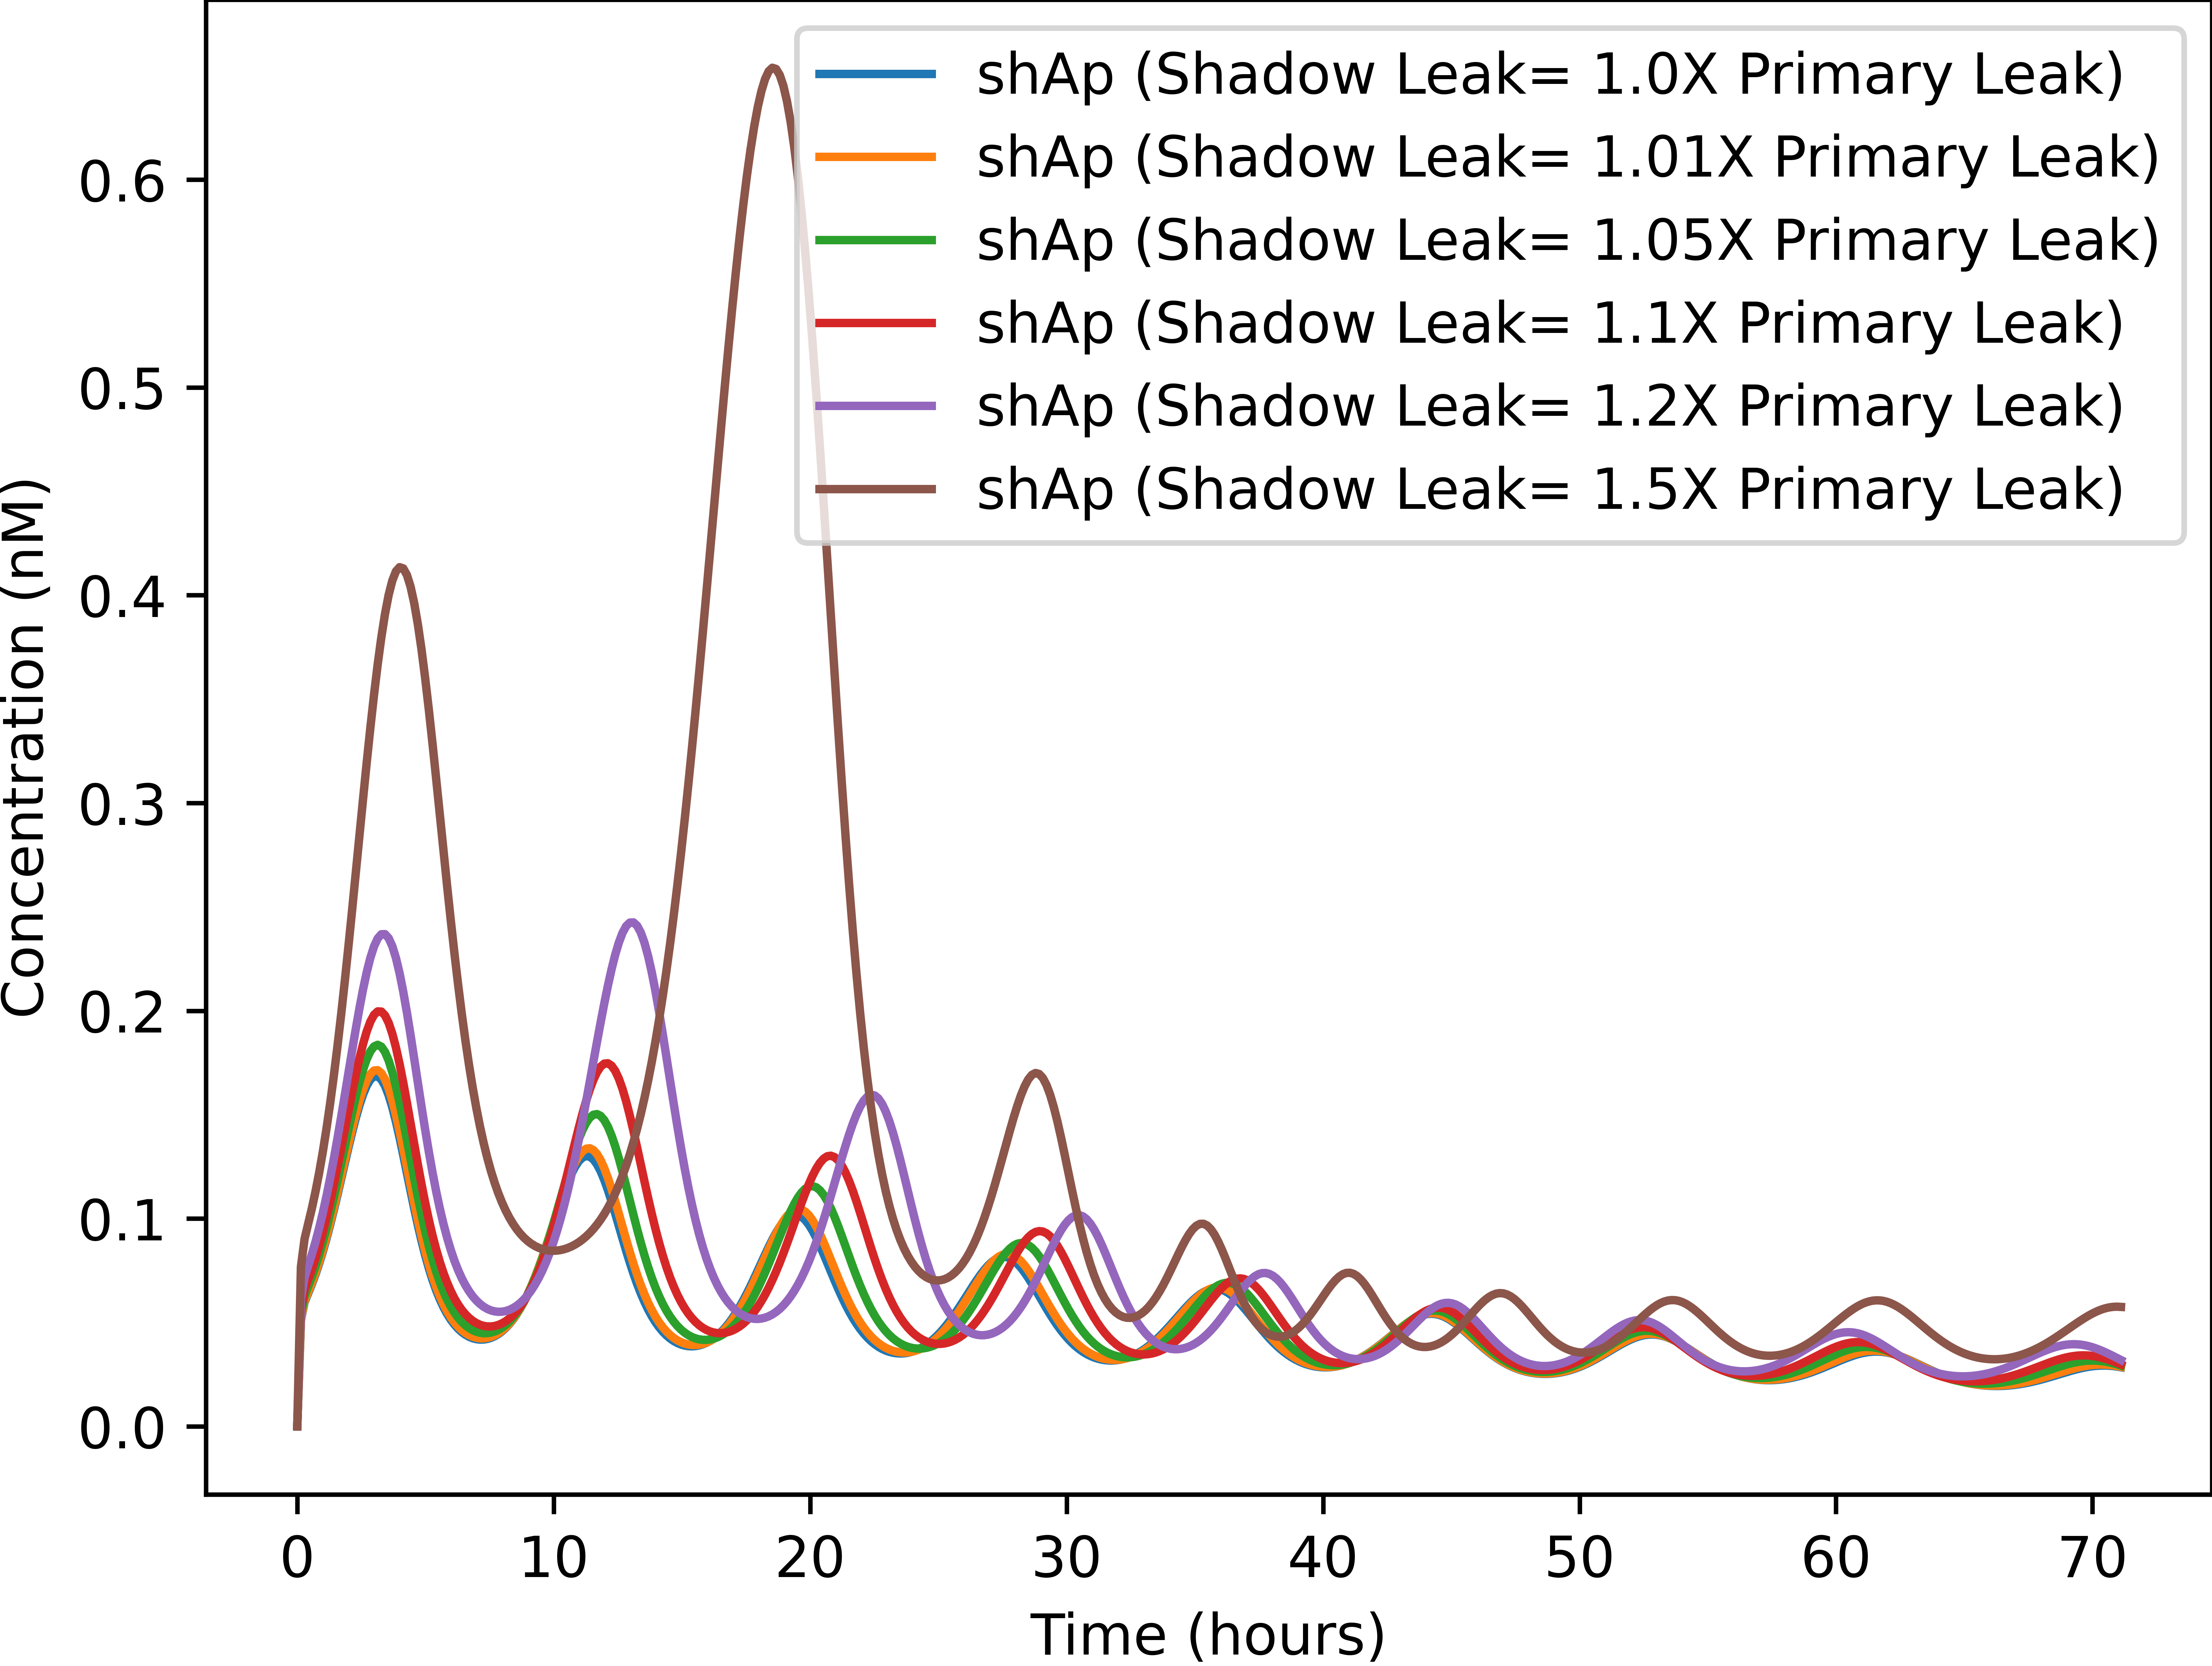 shAp (Shadow Leak= 1.0X Primary Leak)
shAp (Shadow Leak= 1.01X Primary Leak)
shAp (Shadow Leak= 1.05X Primary Leak)
shAp (Shadow Leak= 1.1X Primary Leak)
shAp (Shadow Leak= 1.2X Primary Leak)
shAp (Shadow Leak= 1.5X Primary Leak)
Concentration (nM)
0.6
0.5
0.4
0.3
0.2
0.1
0.0
0 10 20 30 40 50 60 70
Time (hours)